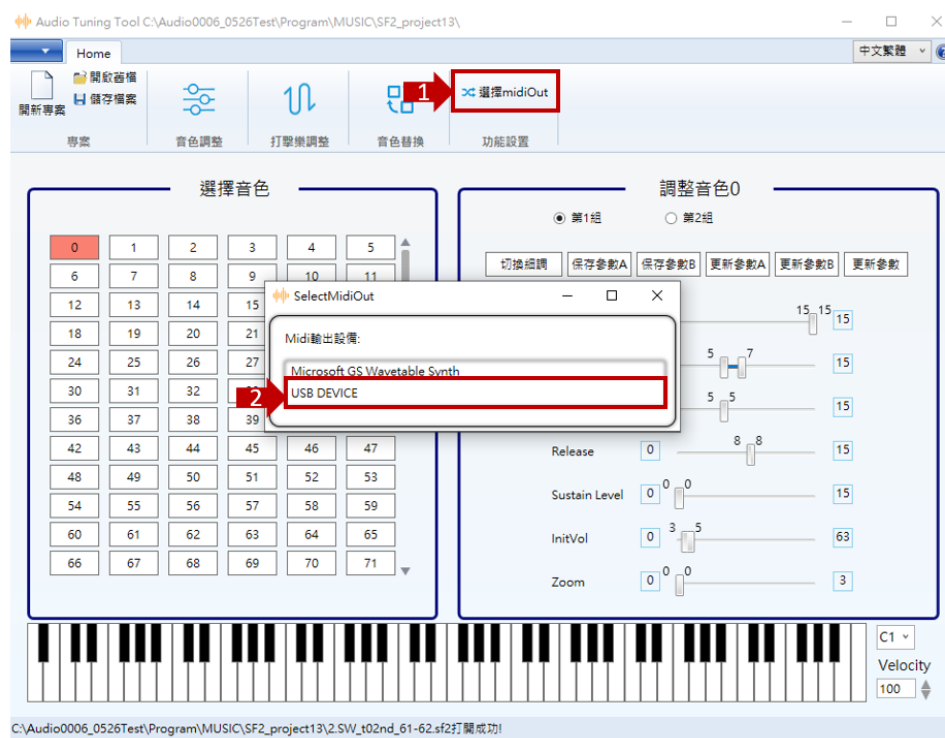 Audio Tuning Tool C:\Audio0006_0526Test\Program\MUSIC\SF2_project13\
Home
中文繁體
開新專案
開啟舊檔
儲存檔案
專案
音色調整
打擊樂調整
音色替換
1
選擇midiOut
功能設置
選擇音色
0 1 2 3 4 5
6 7 8 9 10 11
12 13 14 15
18 19 20 21
24 25 26 27
30 31 32
36 37 38 39
42 43 44 45 46 47
48 49 50 51 52 53
54 55 56 57 58 59
60 61 62 63 64 65
66 67 68 69 70 71
調整音色0
第1組 第2組
切換細調 保存參數A 保存參數B 更新參數A 更新參數B 更新參數
15 15 15
5 7 15
5 5 15
Release 0 8 8 15
Sustain Level 0 0 0 15
InitVol 0 3 5 63
Zoom 0 0 0 3
SelectMidiOut
Midi輸出設備:
Microsoft GS Wavetable Synth
2
USB DEVICE
C1
Velocity
100
C:\Audio0006_0526Test\Program\MUSIC\SF2_project13\2.SW_t02nd_61-62.sf2打開成功!